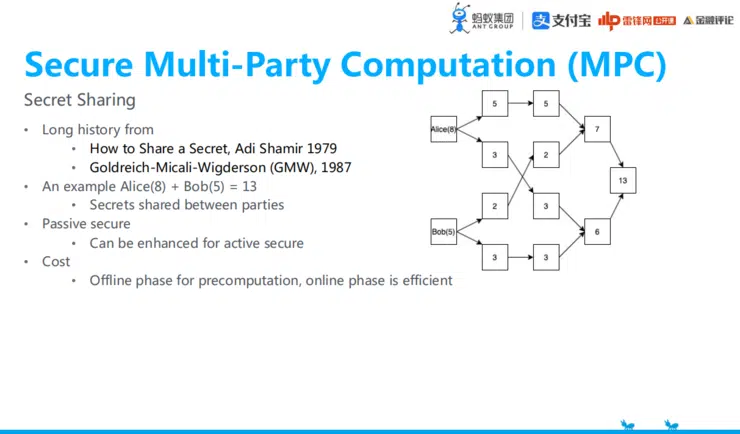 蚂蚁集团
ANT GROUP
支付宝
雷锋网 公开课
金融评论
Secure Multi-Party Computation (MPC)
Secret Sharing
• Long history from
• How to Share a Secret, Adi Shamir 1979
• Goldreich-Micali-Wigderson (GMW), 1987
• An example Alice(8) + Bob(5) = 13
• Secrets shared between parties
• Passive secure
• Can be enhanced for active secure
• Cost
• Offline phase for precomputation, online phase is efficient
5
5
Alice(8)
7
3
2
13
2
3
Bob(5)
6
3
3